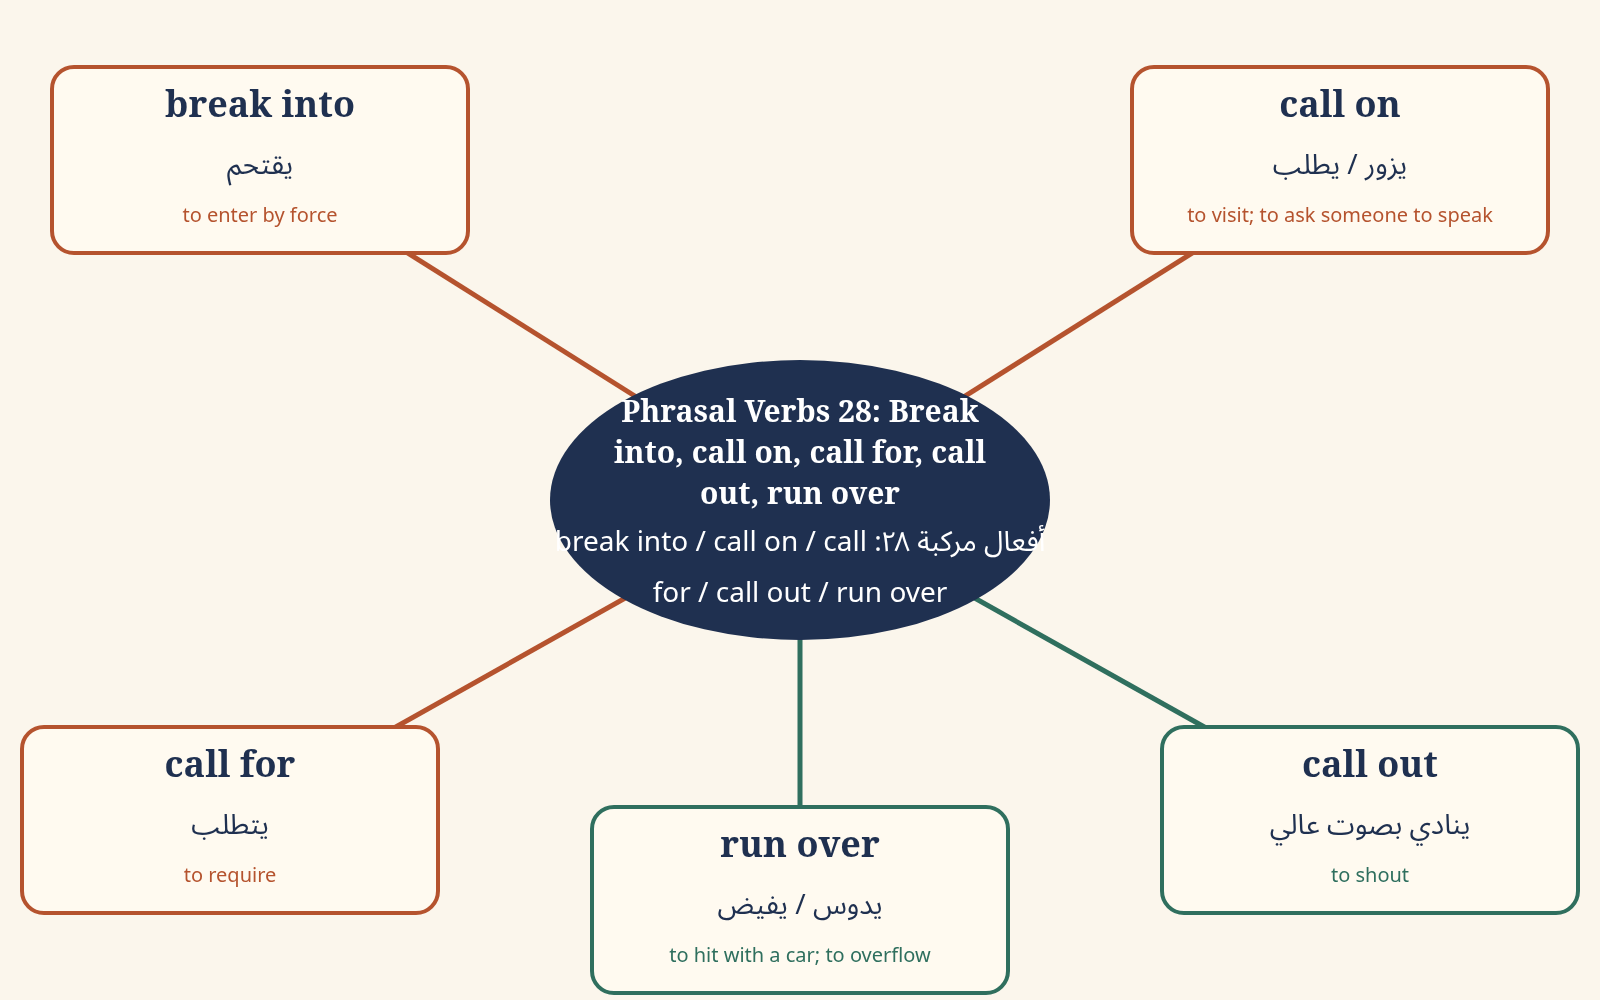 break into
يقتحم
to enter by force
call on
يزور / يطلب
to visit; to ask someone to speak
Phrasal Verbs 28: Break
into, call on, call for, call
out, run over
أفعال مركبة ٢٨: break into / call on / call
for / call out / run over
call for
يتطلب
to require
run over
يدوس / يفيض
to hit with a car; to overflow
call out
ينادي بصوت عالي
to shout